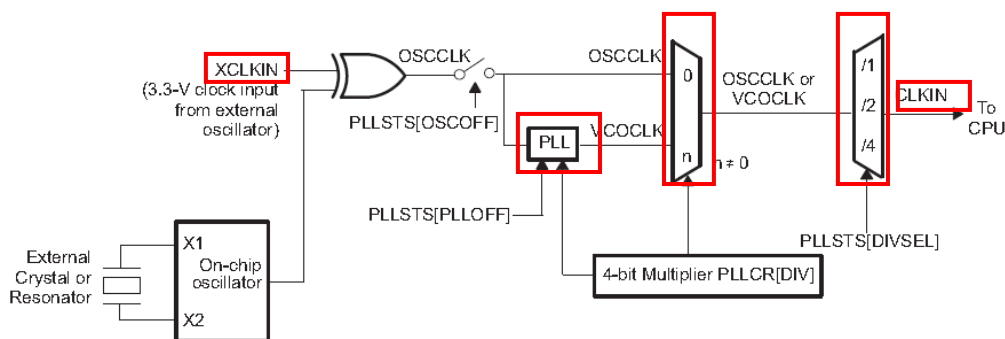 XCLKIN
(3.3-V clock input
from external
oscillator)
OSCCLK
PLLSTS[OSCOFF]
OSCCLK
0
PLL
VCOCLK
n
n ≠ 0
OSCCLK or
VCOCLK
/1
/2
/4
CLKIN
To
CPU
PLLSTS[PLLOFF]
PLLSTS[DIVSEL]
4-bit Multiplier PLLCR[DIV]
External
Crystal or
Resonator
X1
On-chip
oscillator
X2